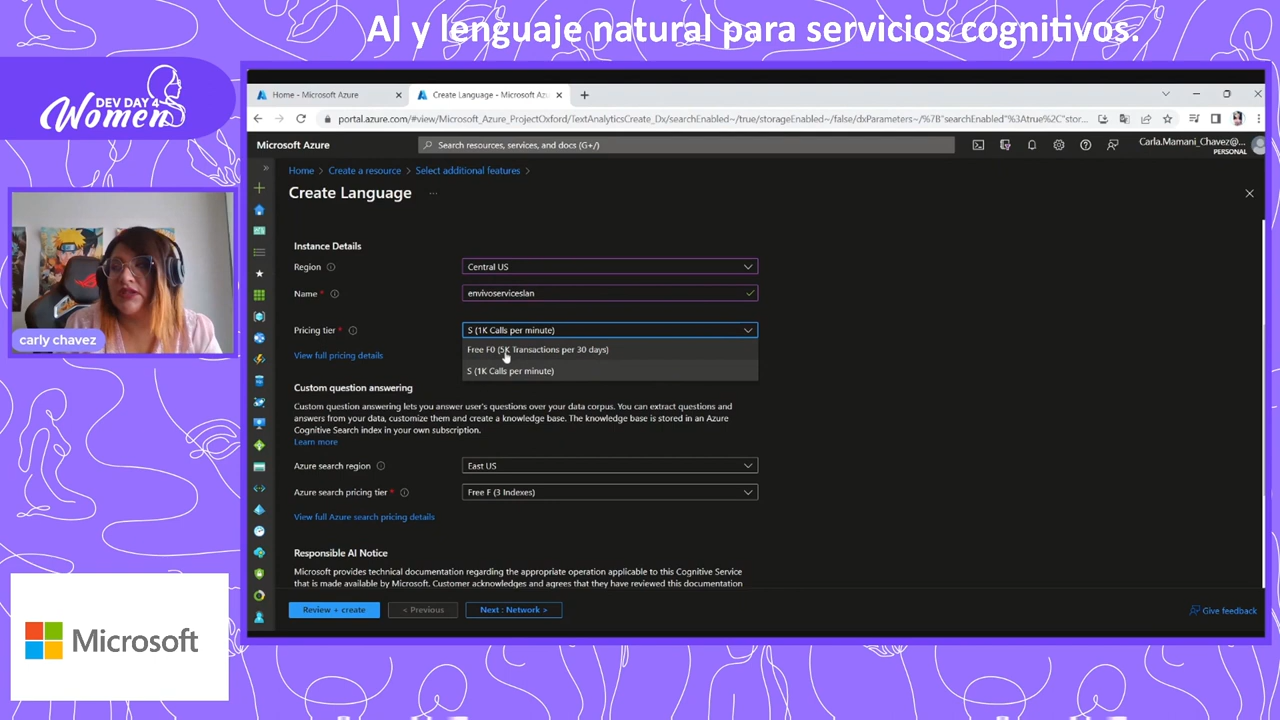 AI y lenguaje natural para servicios cognitivos.
DEV DAY 4
Women
Home - Microsoft Azure
Create Language - Microsoft Az
portal.azure.com/#view/Microsoft_Azure_ProjectOxford/TextAnalyticsCreate_Dx/searchEnabled~/true/storageEnabled~/false/dxParameters~/%7B"searchEnabled"%3Atrue%2C"stor...
Microsoft Azure
Search resources, services, and docs (G+/)
Carla.Mamani_Chavez@...
PERSONAL
Home > Create a resource > Select additional features >
Create Language ...
Instance Details
Region
Central US
Name *
envivoserviceslan
Pricing tier *
S (1K Calls per minute)
Free F0 (5K Transactions per 30 days)
View full pricing details
S (1K Calls per minute)
Custom question answering
Custom question answering lets you answer user's questions over your data corpus. You can extract questions and
answers from your data, customize them and create a knowledge base. The knowledge base is stored in an Azure
Cognitive Search index in your own subscription.
Learn more
Azure search region
East US
Azure search pricing tier *
Free F (3 Indexes)
View full Azure search pricing details
Responsible AI Notice
Microsoft provides technical documentation regarding the appropriate operation applicable to this Cognitive Service
that is made available by Microsoft. Customer acknowledges and agrees that they have reviewed this documentation
Review + create
< Previous
Next : Network >
Give feedback
carly chavez
Microsoft